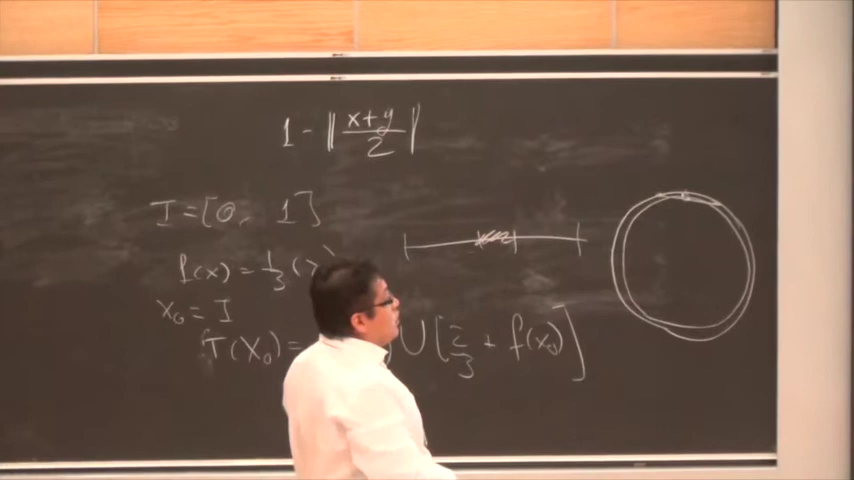 1 - ‖ x+y / 2 ‖
I = [0, 1]
f(x) = 1/3 (x)
X₀ = I
T(X₀) = ∪ [2/3 + f(X₀)]